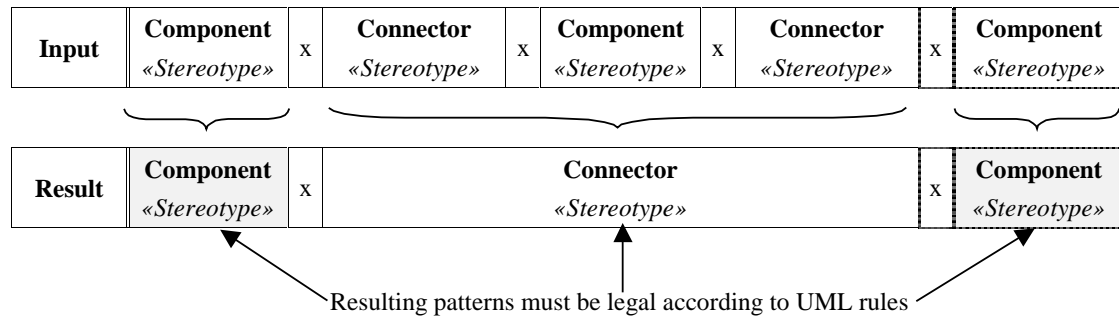 Component Connector Component Connector Component
Input x x x x
«Stereotype» «Stereotype» «Stereotype» «Stereotype» «Stereotype»
Component Connector Component
Result x x
«Stereotype» «Stereotype» «Stereotype»
Resulting patterns must be legal according to UML rules